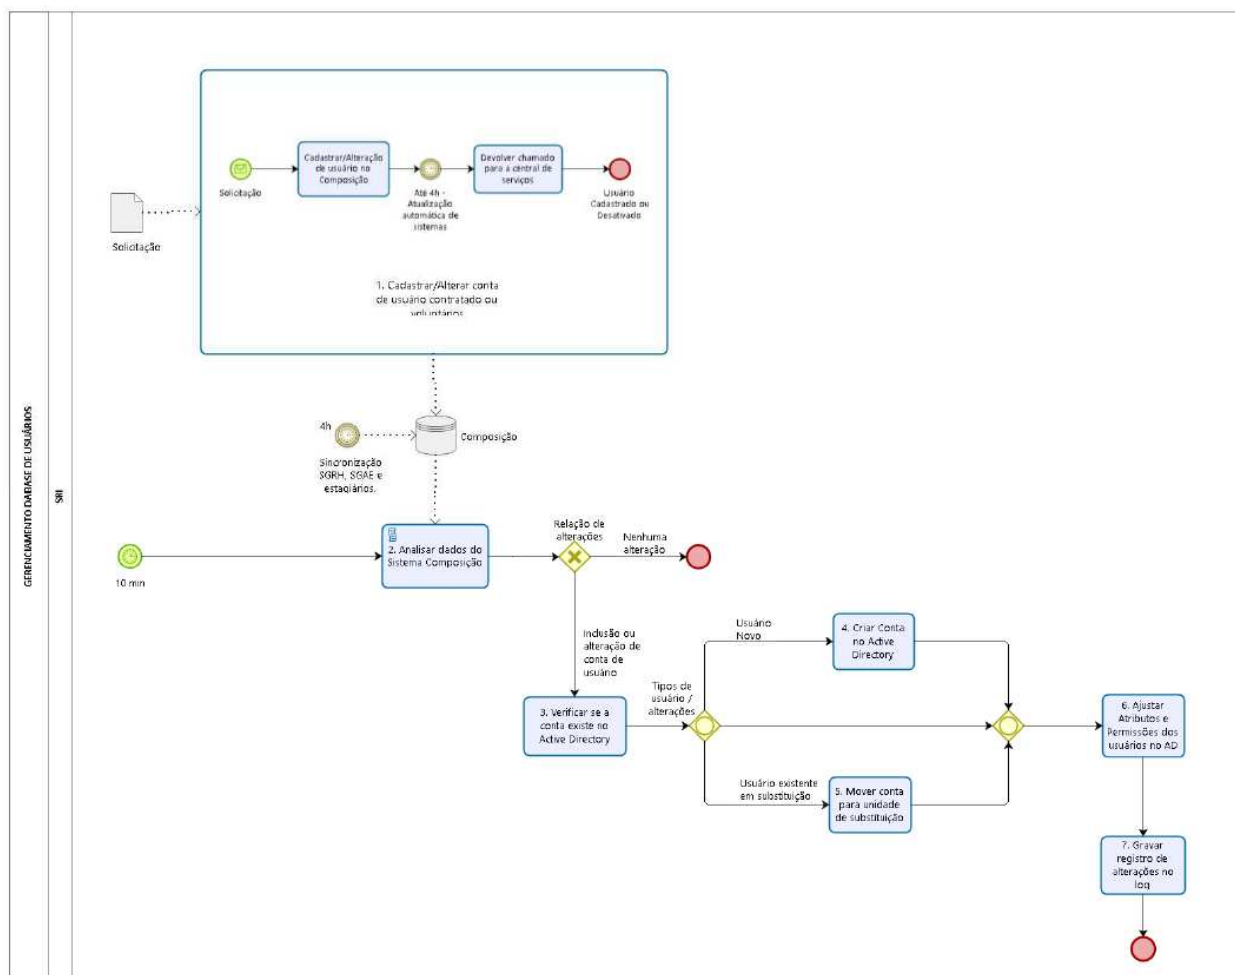 GERENCIAMENTO DABASE DE USUÁRIOS
SRI
Solicitação
Solicitação
Cadastrar/Alteração
de usuário no
Composição
Até 4h -
Atualização
automática de
sistemas
Devolver chamado
para a central de
serviços
Usuário
Cadastrado ou
Desativado
1. Cadastrar/Alterar conta
de usuário contratado ou
voluntários
4h
Sincronização
SGRH, SGAE e
estagiários.
Composição
10 min
2. Analisar dados do
Sistema Composição
Relação de
alterações
Nenhuma
alteração
Inclusão ou
alteração de
conta de
usuário
3. Verificar se a
conta existe no
Active Directory
Tipos de
usuário /
alterações
Usuário
Novo
4. Criar Conta
no Active
Directory
Usuário existente
em substituição
5. Mover conta
para unidade
de substituição
6. Ajustar
Atributos e
Permissões dos
usuários no AD
7. Gravar
registro de
alterações no
log